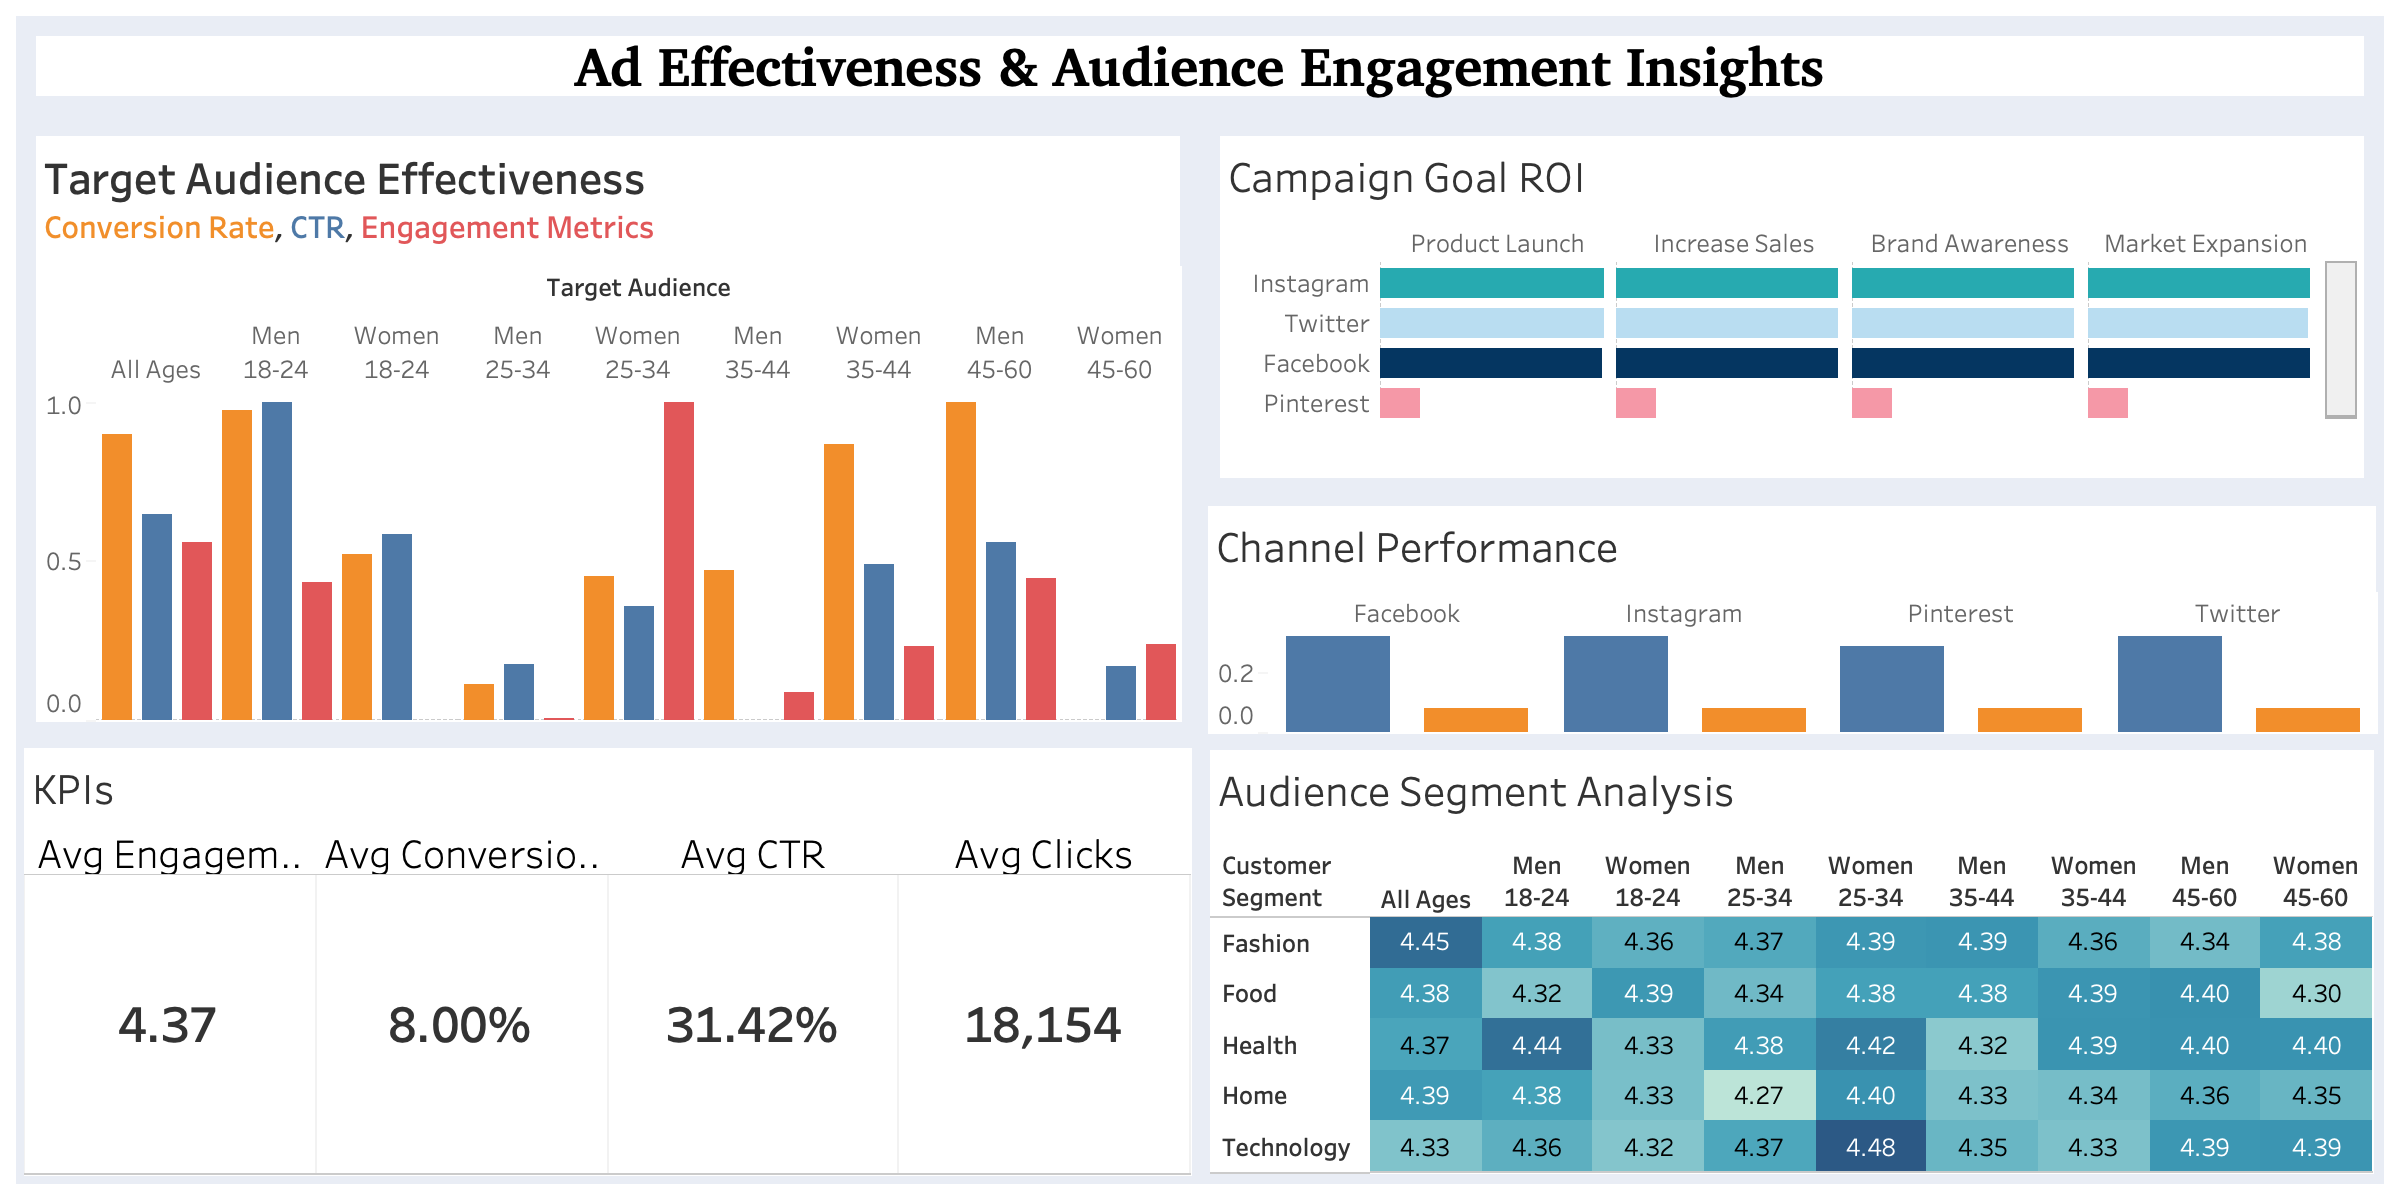 Ad Effectiveness & Audience Engagement Insights
Target Audience Effectiveness
Conversion Rate, CTR, Engagement Metrics
Target Audience
All Ages Men 18-24 Women 18-24 Men 25-34 Women 25-34 Men 35-44 Women 35-44 Men 45-60 Women 45-60
1.0
0.5
0.0
Campaign Goal ROI
Product Launch Increase Sales Brand Awareness Market Expansion
Instagram
Twitter
Facebook
Pinterest
Channel Performance
Facebook Instagram Pinterest Twitter
0.2
0.0
KPIs
Avg Engagem.. Avg Conversio.. Avg CTR Avg Clicks
4.37 8.00% 31.42% 18,154
Audience Segment Analysis
Customer Segment All Ages Men 18-24 Women 18-24 Men 25-34 Women 25-34 Men 35-44 Women 35-44 Men 45-60 Women 45-60
Fashion 4.45 4.38 4.36 4.37 4.39 4.39 4.36 4.34 4.38
Food 4.38 4.32 4.39 4.34 4.38 4.38 4.39 4.40 4.30
Health 4.37 4.44 4.33 4.38 4.42 4.32 4.39 4.40 4.40
Home 4.39 4.38 4.33 4.27 4.40 4.33 4.34 4.36 4.35
Technology 4.33 4.36 4.32 4.37 4.48 4.35 4.33 4.39 4.39